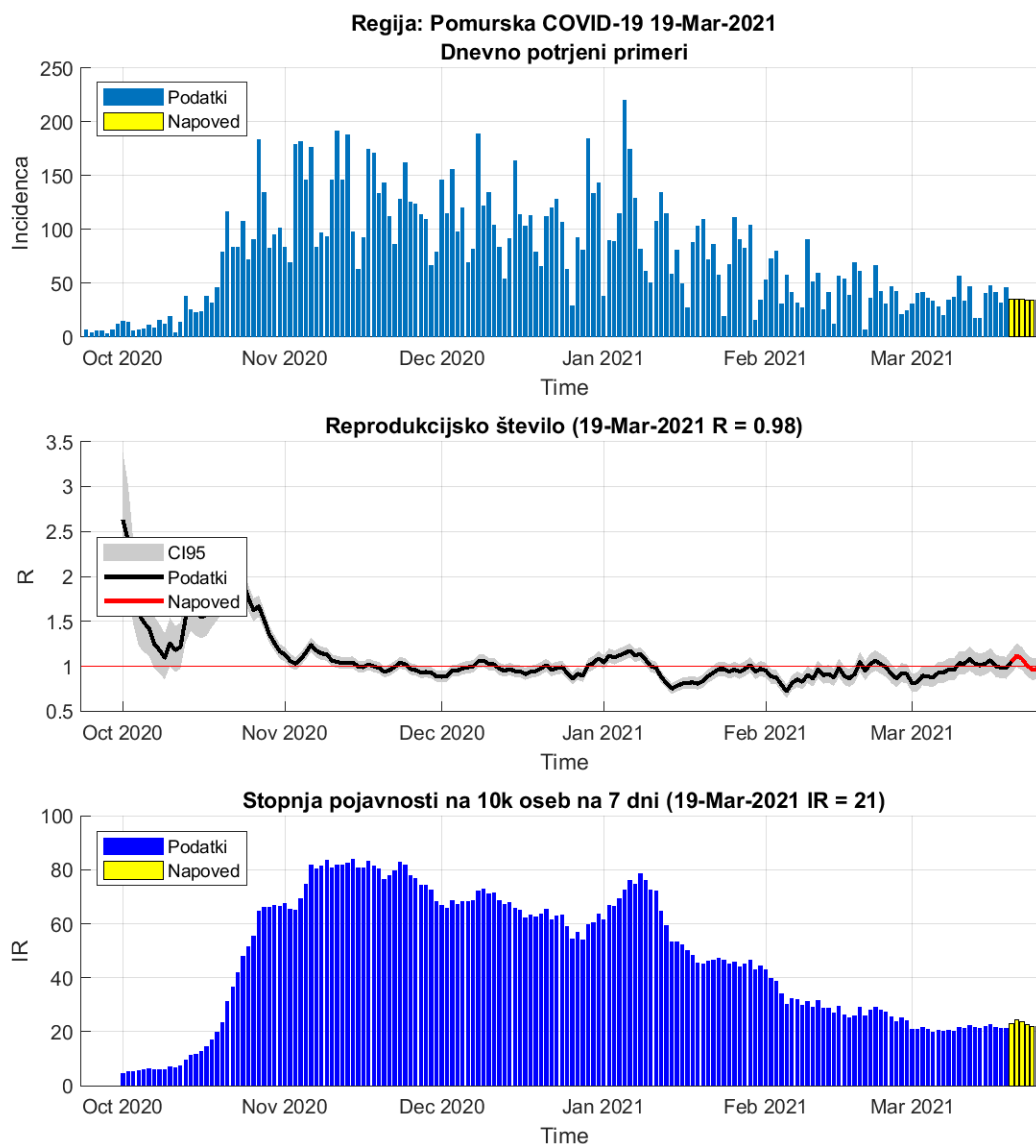 Regija: Pomurska COVID-19 19-Mar-2021
Dnevno potrjeni primeri
250
200
150
100
50
0
Incidenca
Podatki
Napoved
Oct 2020 Nov 2020 Dec 2020 Jan 2021 Feb 2021 Mar 2021
Time
Reprodukcijsko število (19-Mar-2021 R = 0.98)
3.5
3
2.5
2
1.5
1
0.5
R
CI95
Podatki
Napoved
Oct 2020 Nov 2020 Dec 2020 Jan 2021 Feb 2021 Mar 2021
Time
Stopnja pojavnosti na 10k oseb na 7 dni (19-Mar-2021 IR = 21)
100
80
60
40
20
0
IR
Podatki
Napoved
Oct 2020 Nov 2020 Dec 2020 Jan 2021 Feb 2021 Mar 2021
Time